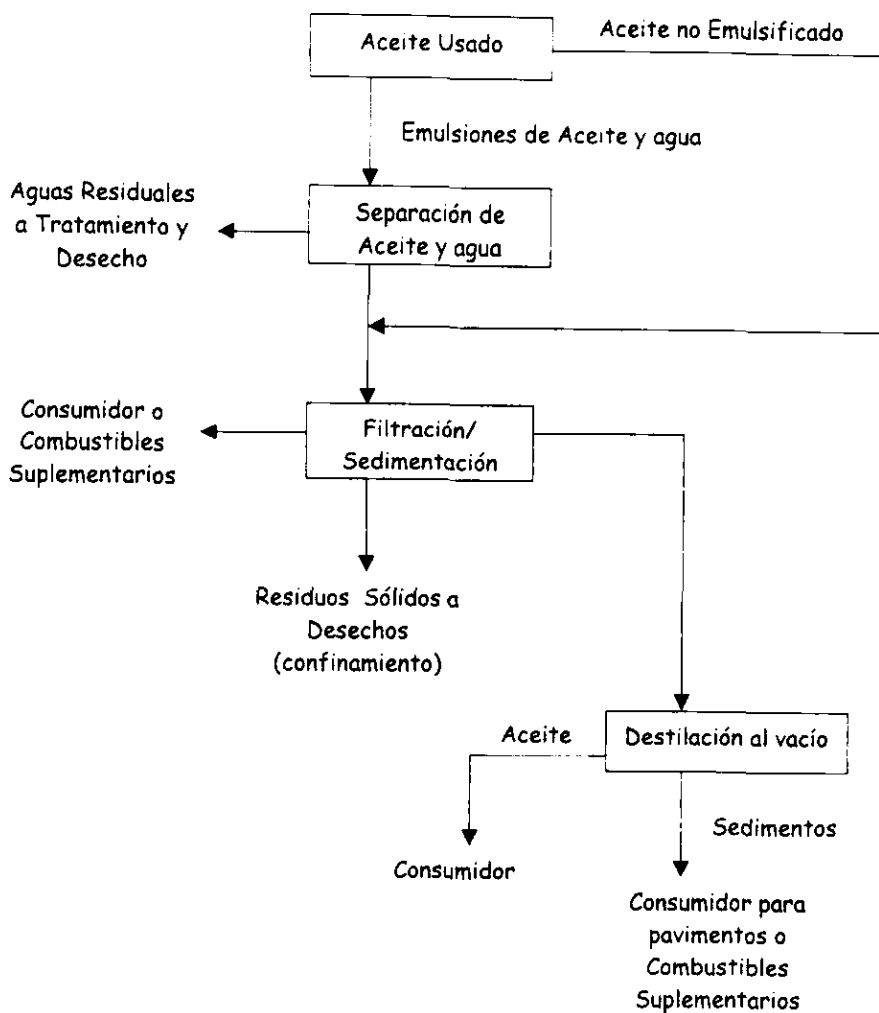 Aceite Usado
Aceite no Emulsificado
Emulsiones de Aceite y agua
Aguas Residuales
a Tratamiento y
Desecho
Separación de
Aceite y agua
Consumidor o
Combustibles
Suplementarios
Filtración/
Sedimentación
Residuos Sólidos a
Desechos
(confinamiento)
Aceite
Destilación al vacío
Sedimentos
Consumidor
Consumidor para
pavimentos o
Combustibles
Suplementarios